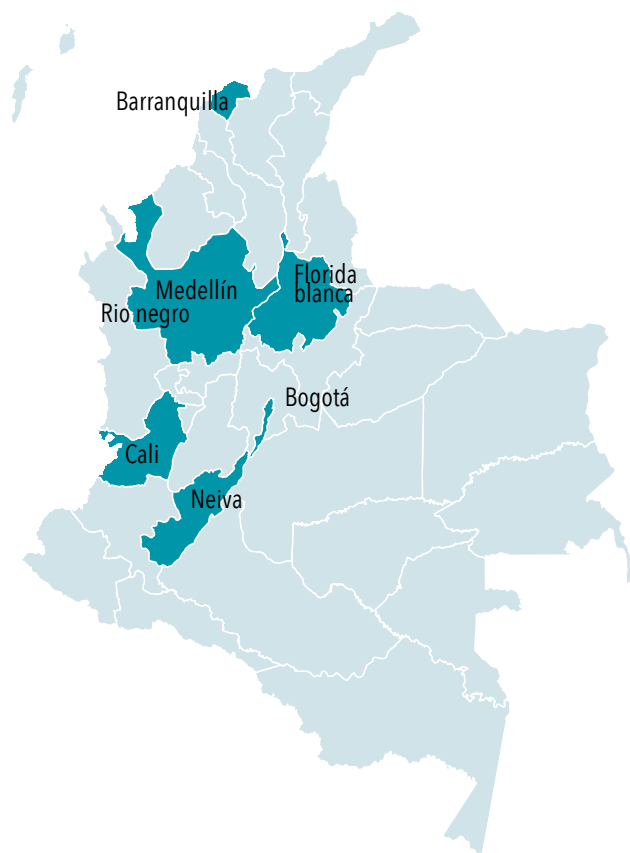 Barranquilla
Florida
blanca
Medellín
Rio negro
Bogotá
Cali
Neiva